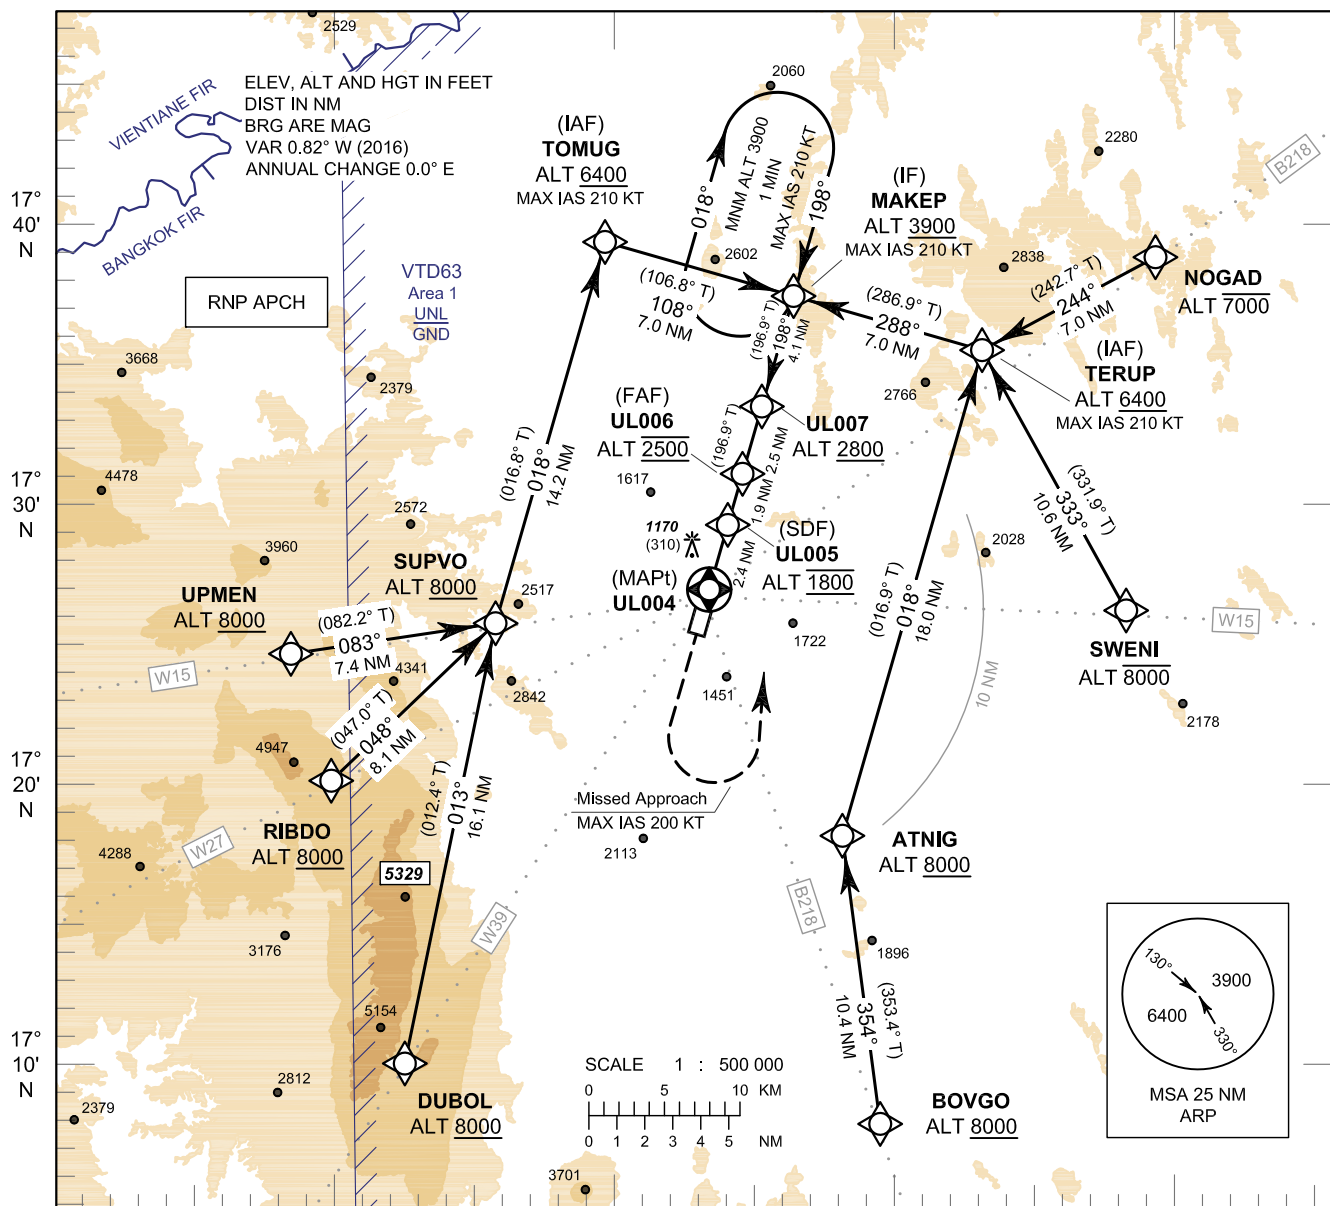 2529
ELEV, ALT AND HGT IN FEET
DIST IN NM
BRG ARE MAG
VAR 0.82° W (2016)
ANNUAL CHANGE 0.0° E
VIENTIANE FIR
BANGKOK FIR
RNP APCH
VTD63
Area 1
UNL
GND
17°
40'
N
17°
30'
N
17°
20'
N
17°
10'
N
(IAF)
TOMUG
ALT 6400
MAX IAS 210 KT
2060
018°
MNM ALT 3900
1 MIN
MAX IAS 210 KT
198°
2602
(IF)
MAKEP
ALT 3900
MAX IAS 210 KT
2280
B218
2838
NOGAD
ALT 7000
(242.7° T)
244°
7.0 NM
(106.8° T)
108°
7.0 NM
(286.9° T)
288°
7.0 NM
(IAF)
TERUP
ALT 6400
MAX IAS 210 KT
(196.9° T)
198°
4.1 NM
2766
3668
2379
(FAF)
UL006
ALT 2500
UL007
ALT 2800
(196.9° T)
2.5 NM
1.9 NM
2.4 NM
1617
1170
(310)
(SDF)
UL005
ALT 1800
(MAPt)
UL004
4478
2572
3960
(016.8° T)
018°
14.2 NM
SUPVO
ALT 8000
2517
UPMEN
ALT 8000
(082.2° T)
083°
7.4 NM
W15
4341
2842
(047.0° T)
048°
8.1 NM
4947
RIBDO
ALT 8000
W27
4288
(012.4° T)
013°
16.1 NM
5329
3176
5154
W39
2812
2379
DUBOL
ALT 8000
1722
1451
Missed Approach
MAX IAS 200 KT
2113
2028
(016.9° T)
018°
18.0 NM
10 NM
(331.9° T)
333°
10.6 NM
W15
SWENI
ALT 8000
2178
ATNIG
ALT 8000
B218
1896
(353.4° T)
354°
10.4 NM
BOVGO
ALT 8000
SCALE 1 : 500 000
0 5 10 KM
0 1 2 3 4 5 NM
3701
130°
3900
6400
330°
MSA 25 NM
ARP